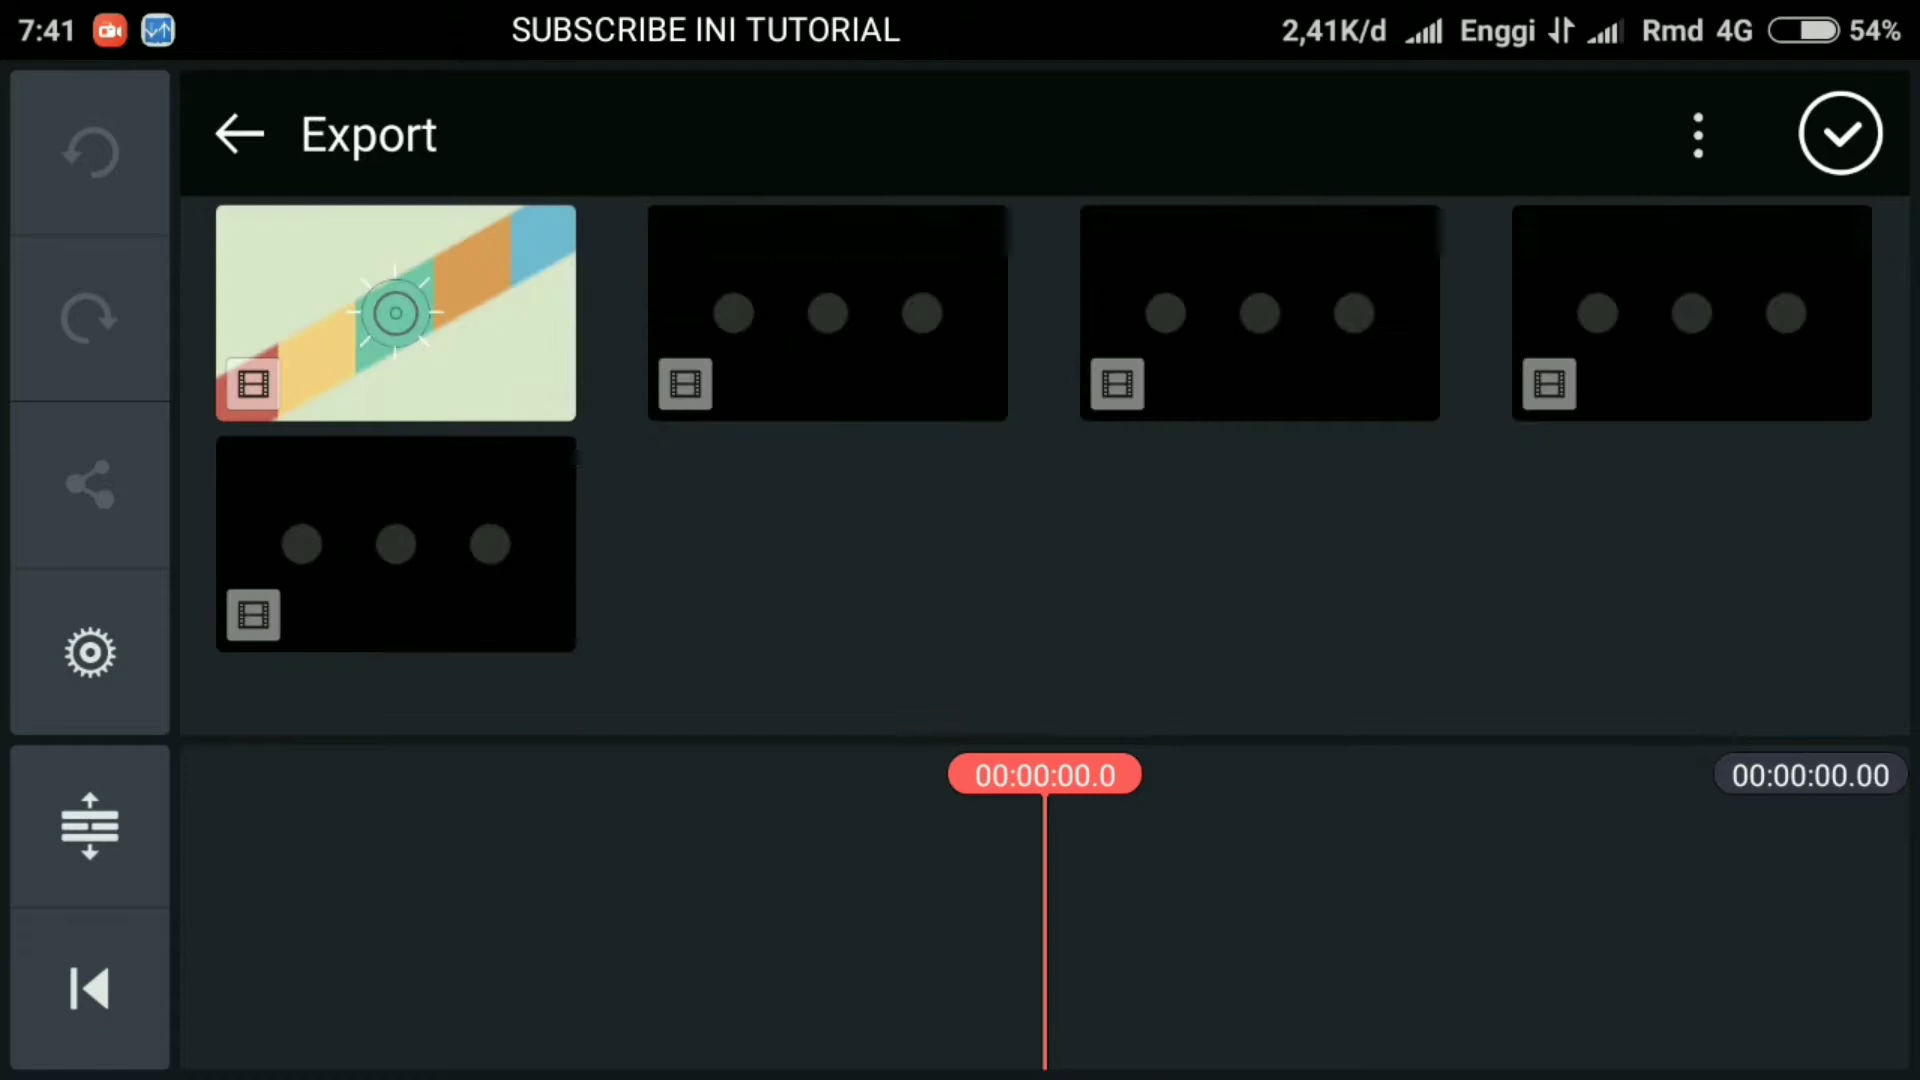 7:41 SUBSCRIBE INI TUTORIAL 2,41K/d Enggi Rmd 4G 54%
Export
00:00:00.0 00:00:00.00